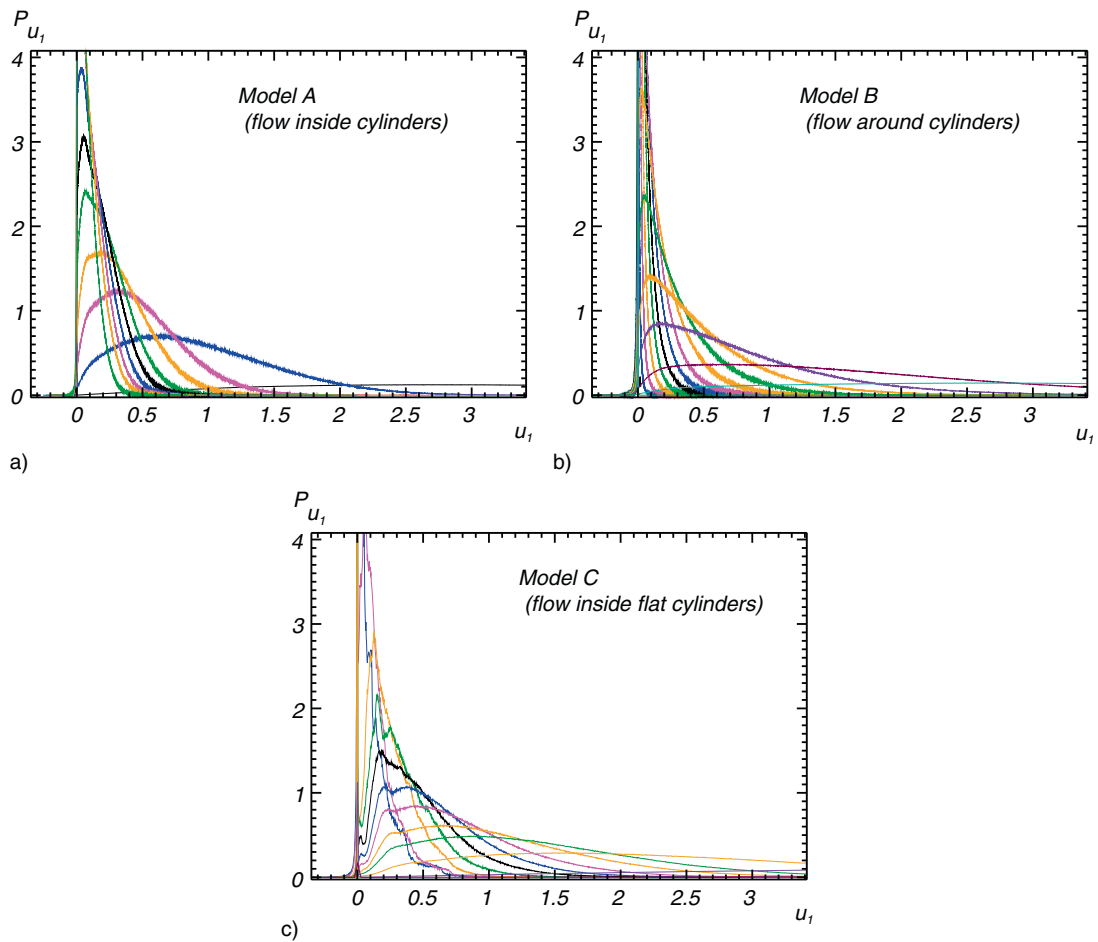 P u1
4
3
2
1
0
Model A
(flow inside cylinders)
0 0.5 1 1.5 2 2.5 3
u1
a)
P u1
4
3
2
1
0
Model B
(flow around cylinders)
0 0.5 1 1.5 2 2.5 3
u1
b)
P u1
4
3
2
1
0
Model C
(flow inside flat cylinders)
0 0.5 1 1.5 2 2.5 3
u1
c)